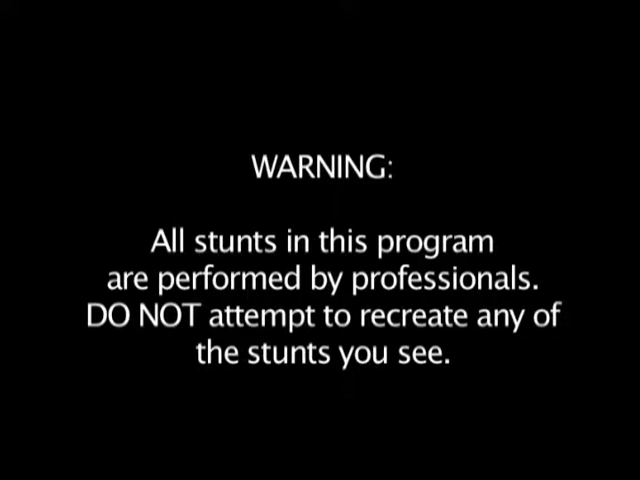 WARNING:
All stunts in this program
are performed by professionals.
DO NOT attempt to recreate any of
the stunts you see.